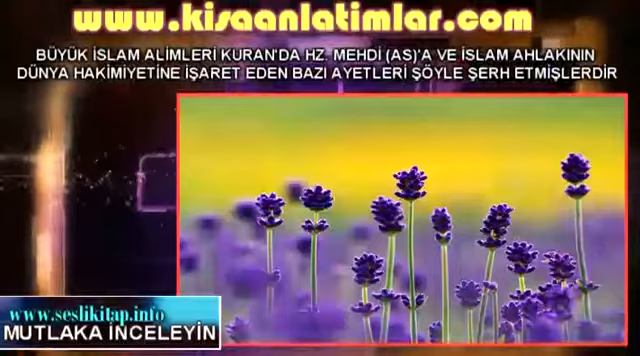 www.kisaanlatimlar.com
BÜYÜK İSLAM ALİMLERİ KURAN'DA HZ. MEHDİ (AS)'A VE İSLAM AHLAKININ
DÜNYA HAKİMİYETİNE İŞARET EDEN BAZI AYETLERİ ŞÖYLE ŞERH ETMİŞLERDİR
www.seslikitap.info
MUTLAKA İNCELEYİN